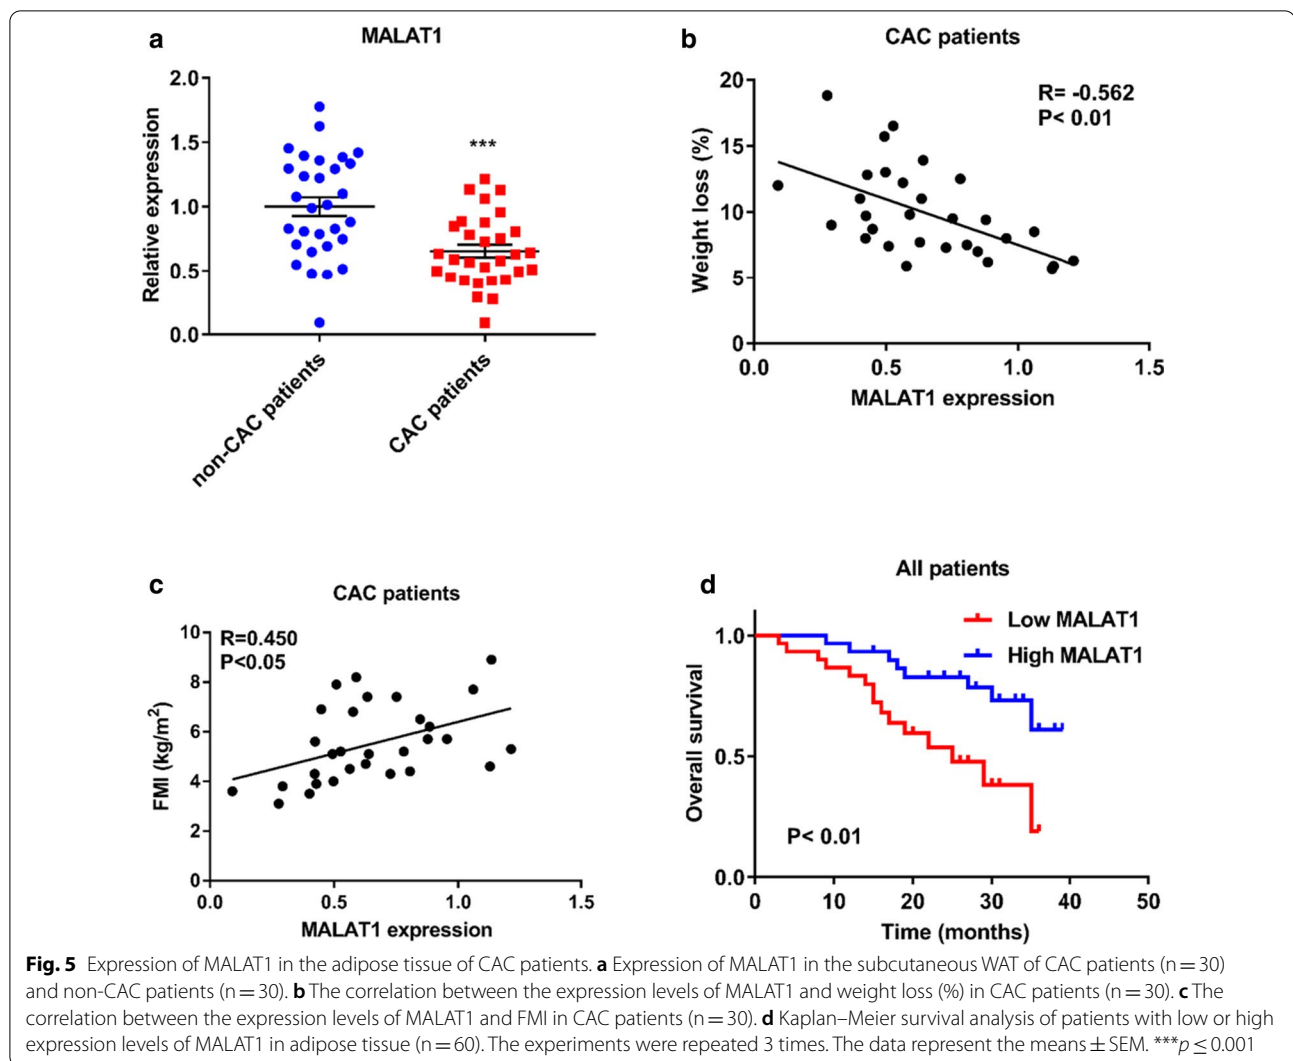 a
MALAT1
Relative expression
2.0
1.5
1.0
0.5
0.0
***
non-CAC patients
CAC patients
b
CAC patients
R= -0.562
P< 0.01
Weight loss (%)
20
15
10
5
0
0.0 0.5 1.0 1.5
MALAT1 expression
c
CAC patients
R=0.450
P<0.05
FMI (kg/m²)
10
8
6
4
2
0
0.0 0.5 1.0 1.5
MALAT1 expression
d
All patients
Low MALAT1
High MALAT1
Overall survival
1.0
0.5
0.0
P< 0.01
0 10 20 30 40 50
Time (months)
Fig. 5 Expression of MALAT1 in the adipose tissue of CAC patients. a Expression of MALAT1 in the subcutaneous WAT of CAC patients (n = 30)
and non-CAC patients (n = 30). b The correlation between the expression levels of MALAT1 and weight loss (%) in CAC patients (n = 30). c The
correlation between the expression levels of MALAT1 and FMI in CAC patients (n = 30). d Kaplan–Meier survival analysis of patients with low or high
expression levels of MALAT1 in adipose tissue (n = 60). The experiments were repeated 3 times. The data represent the means ± SEM. ***p ≤ 0.001